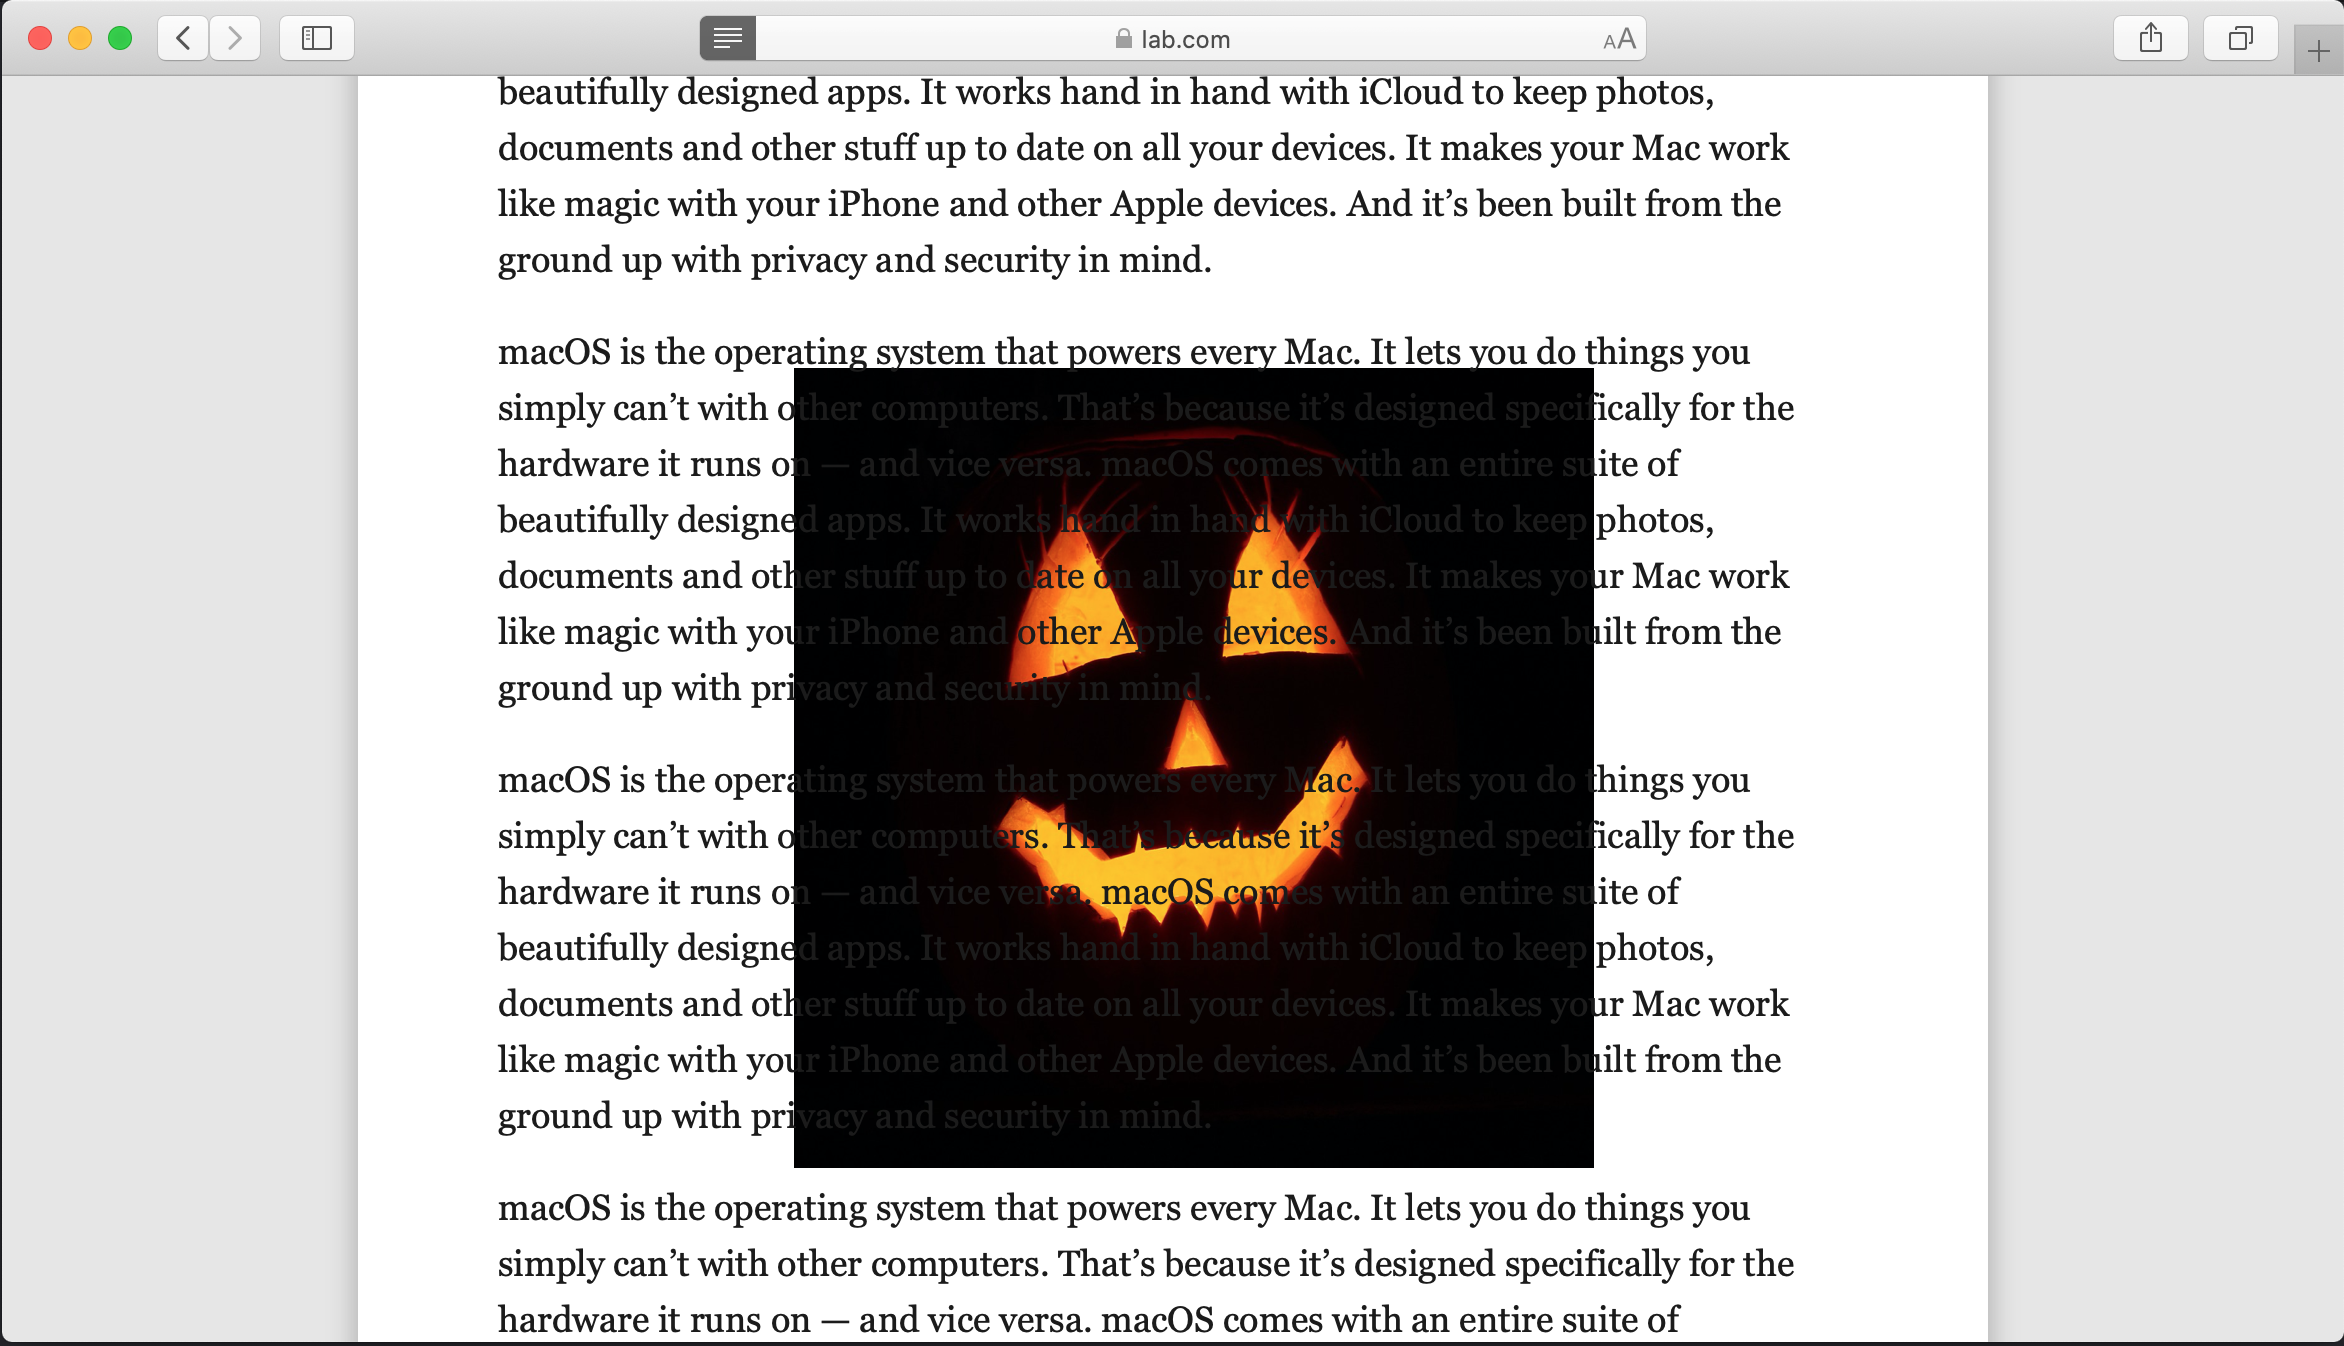 lab.com
AA
beautifully designed apps. It works hand in hand with iCloud to keep photos,
documents and other stuff up to date on all your devices. It makes your Mac work
like magic with your iPhone and other Apple devices. And it’s been built from the
ground up with privacy and security in mind.
macOS is the operating system that powers every Mac. It lets you do things you
simply can’t with other computers. That’s because it’s designed specifically for the
hardware it runs on — and vice versa. macOS comes with an entire suite of
beautifully designed apps. It works hand in hand with iCloud to keep photos,
documents and other stuff up to date on all your devices. It makes your Mac work
like magic with your iPhone and other Apple devices. And it’s been built from the
ground up with privacy and security in mind.
macOS is the operating system that powers every Mac. It lets you do things you
simply can’t with other computers. That’s because it’s designed specifically for the
hardware it runs on — and vice versa. macOS comes with an entire suite of
beautifully designed apps. It works hand in hand with iCloud to keep photos,
documents and other stuff up to date on all your devices. It makes your Mac work
like magic with your iPhone and other Apple devices. And it’s been built from the
ground up with privacy and security in mind.
macOS is the operating system that powers every Mac. It lets you do things you
simply can’t with other computers. That’s because it’s designed specifically for the
hardware it runs on — and vice versa. macOS comes with an entire suite of